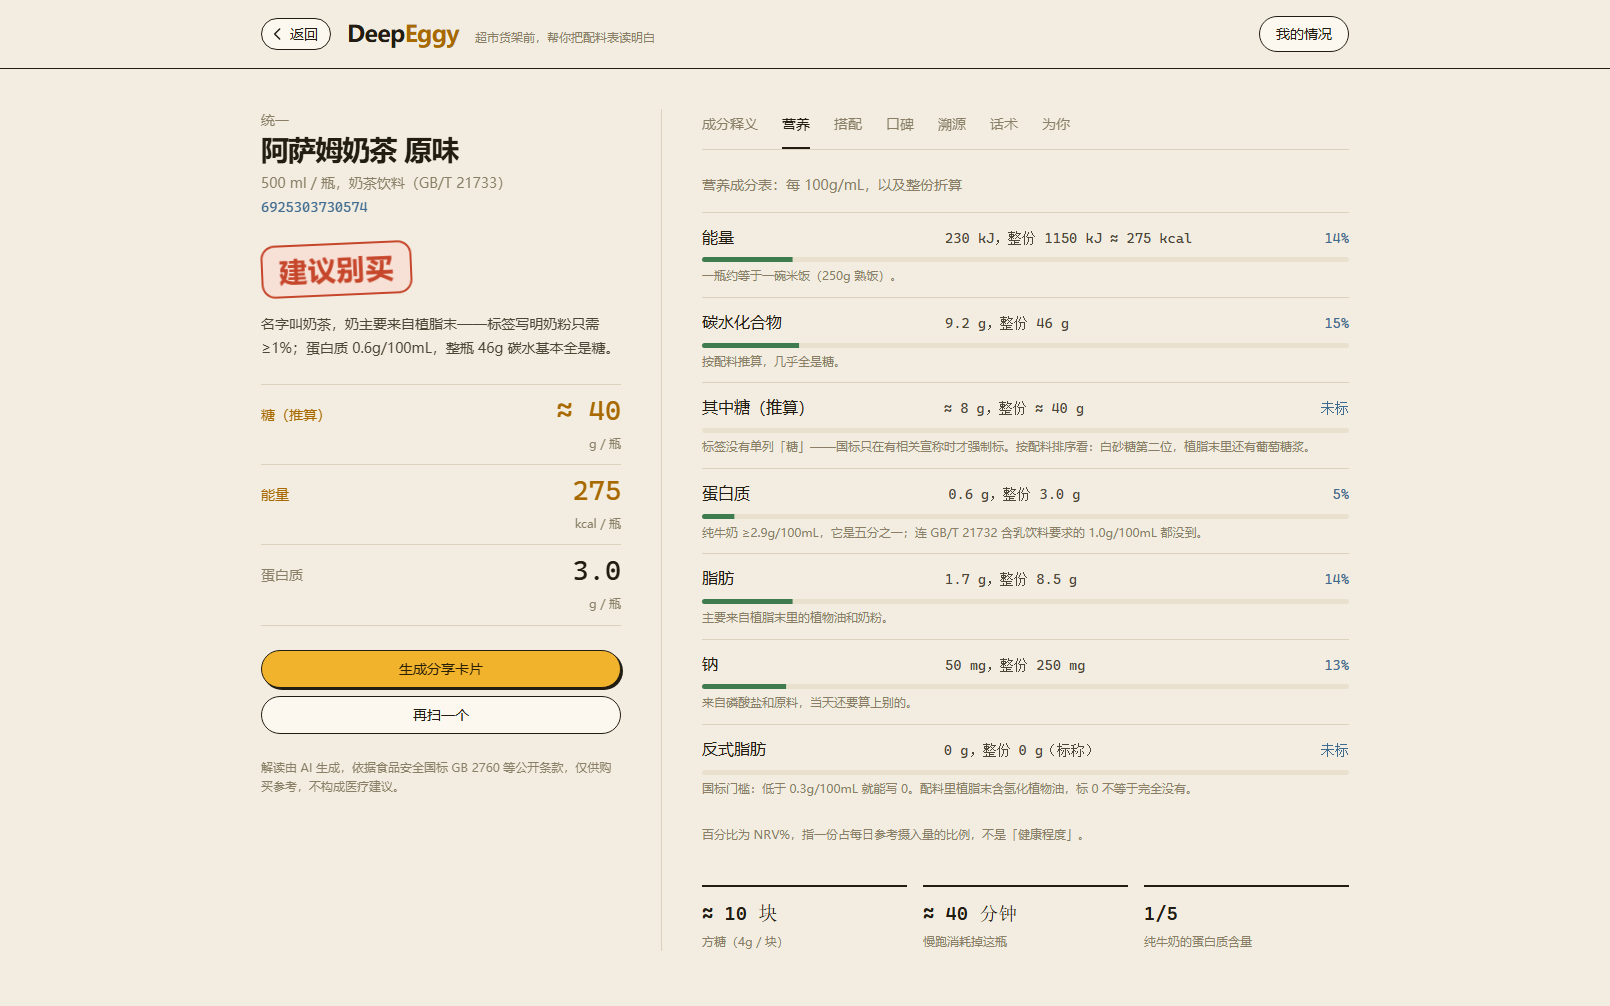 返回
DeepEggy
超市货架前，帮你把配料表读明白
我的情况
统一
阿萨姆奶茶 原味
500 ml / 瓶，奶茶饮料（GB/T 21733）
6925303730574
建议别买
名字叫奶茶，奶主要来自植脂末——标签写明奶粉只需
≥1%；蛋白质 0.6g/100mL，整瓶 46g 碳水基本全是糖。
糖（推算）
≈ 40
g / 瓶
能量
275
kcal / 瓶
蛋白质
3.0
g / 瓶
生成分享卡片
再扫一个
解读由 AI 生成，依据食品安全国标 GB 2760 等公开条款，仅供购
买参考，不构成医疗建议。
成分释义 营养 搭配 口碑 溯源 话术 为你
营养成分表：每 100g/mL，以及整份折算
能量 230 kJ，整份 1150 kJ ≈ 275 kcal 14%
一瓶约等于一碗米饭（250g 熟饭）。
碳水化合物 9.2 g，整份 46 g 15%
按配料推算，几乎全是糖。
其中糖（推算） ≈ 8 g，整份 ≈ 40 g 未标
标签没有单列「糖」——国标只在有相关宣称时才强制标。按配料排序看：白砂糖第二位，植脂末里还有葡萄糖浆。
蛋白质 0.6 g，整份 3.0 g 5%
纯牛奶 ≥2.9g/100mL，它是五分之一；连 GB/T 21732 含乳饮料要求的 1.0g/100mL 都没到。
脂肪 1.7 g，整份 8.5 g 14%
主要来自植脂末里的植物油和奶粉。
钠 50 mg，整份 250 mg 13%
来自磷酸盐和原料，当天还要算上别的。
反式脂肪 0 g，整份 0 g（标称） 未标
国标门槛：低于 0.3g/100mL 就能写 0。配料里植脂末含氢化植物油，标 0 不等于完全没有。
百分比为 NRV%，指一份占每日参考摄入量的比例，不是「健康程度」。
≈ 10 块
方糖（4g / 块）
≈ 40 分钟
慢跑消耗掉这瓶
1/5
纯牛奶的蛋白质含量